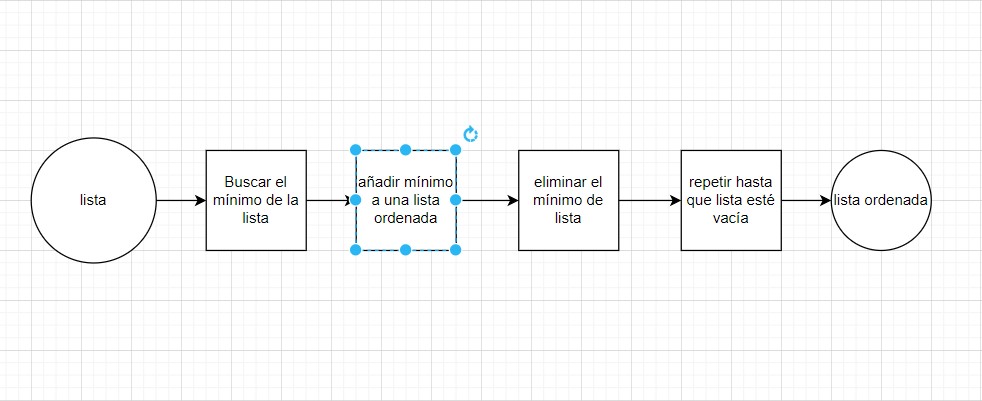 lista
Buscar el
mínimo de la
lista
añadir mínimo
a una lista
ordenada
eliminar el
mínimo de
lista
repetir hasta
que lista esté
vacía
lista ordenada